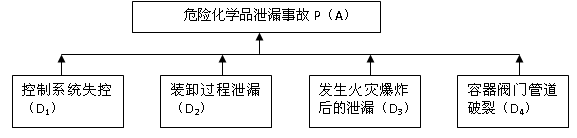 危险化学品泄漏事故 P（A）
控制系统失控
（D₁）
装卸过程泄漏
（D₂）
发生火灾爆炸
后的泄漏（D₃）
容器阀门管道
破裂（D₄）